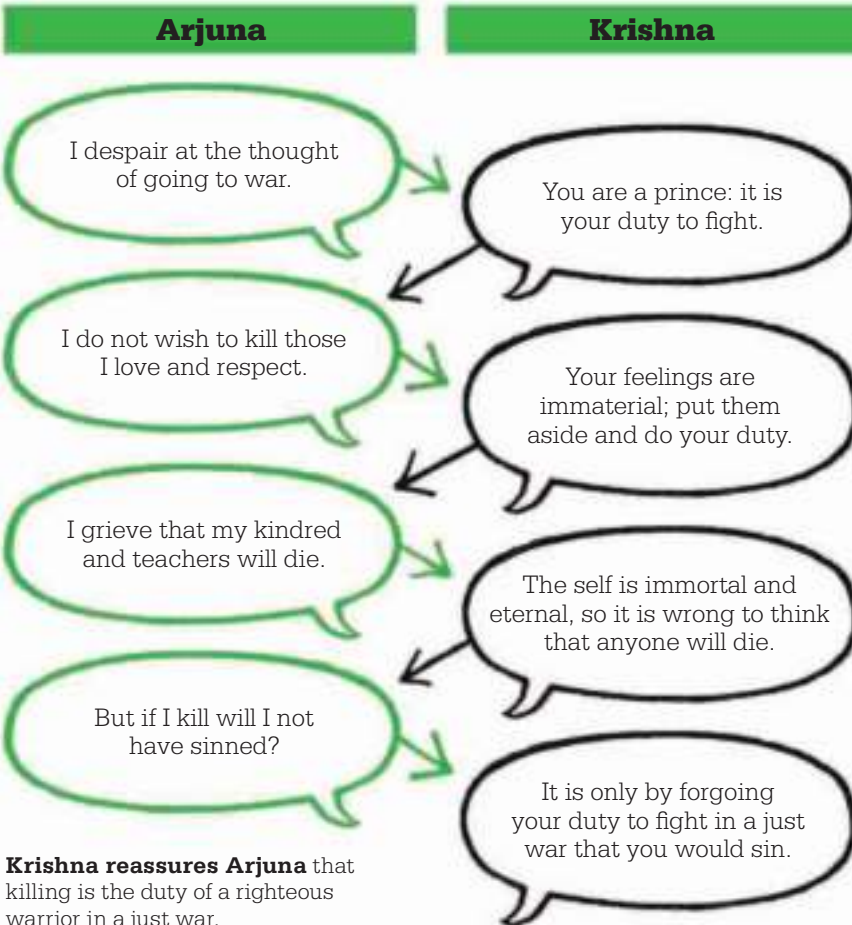 Arjuna
Krishna
I despair at the thought
of going to war.
You are a prince: it is
your duty to fight.
I do not wish to kill those
I love and respect.
Your feelings are
immaterial; put them
aside and do your duty.
I grieve that my kindred
and teachers will die.
The self is immortal and
eternal, so it is wrong to think
that anyone will die.
But if I kill will I not
have sinned?
It is only by forgoing
your duty to fight in a just
war that you would sin.
Krishna reassures Arjuna that
killing is the duty of a righteous
warrior in a just war.